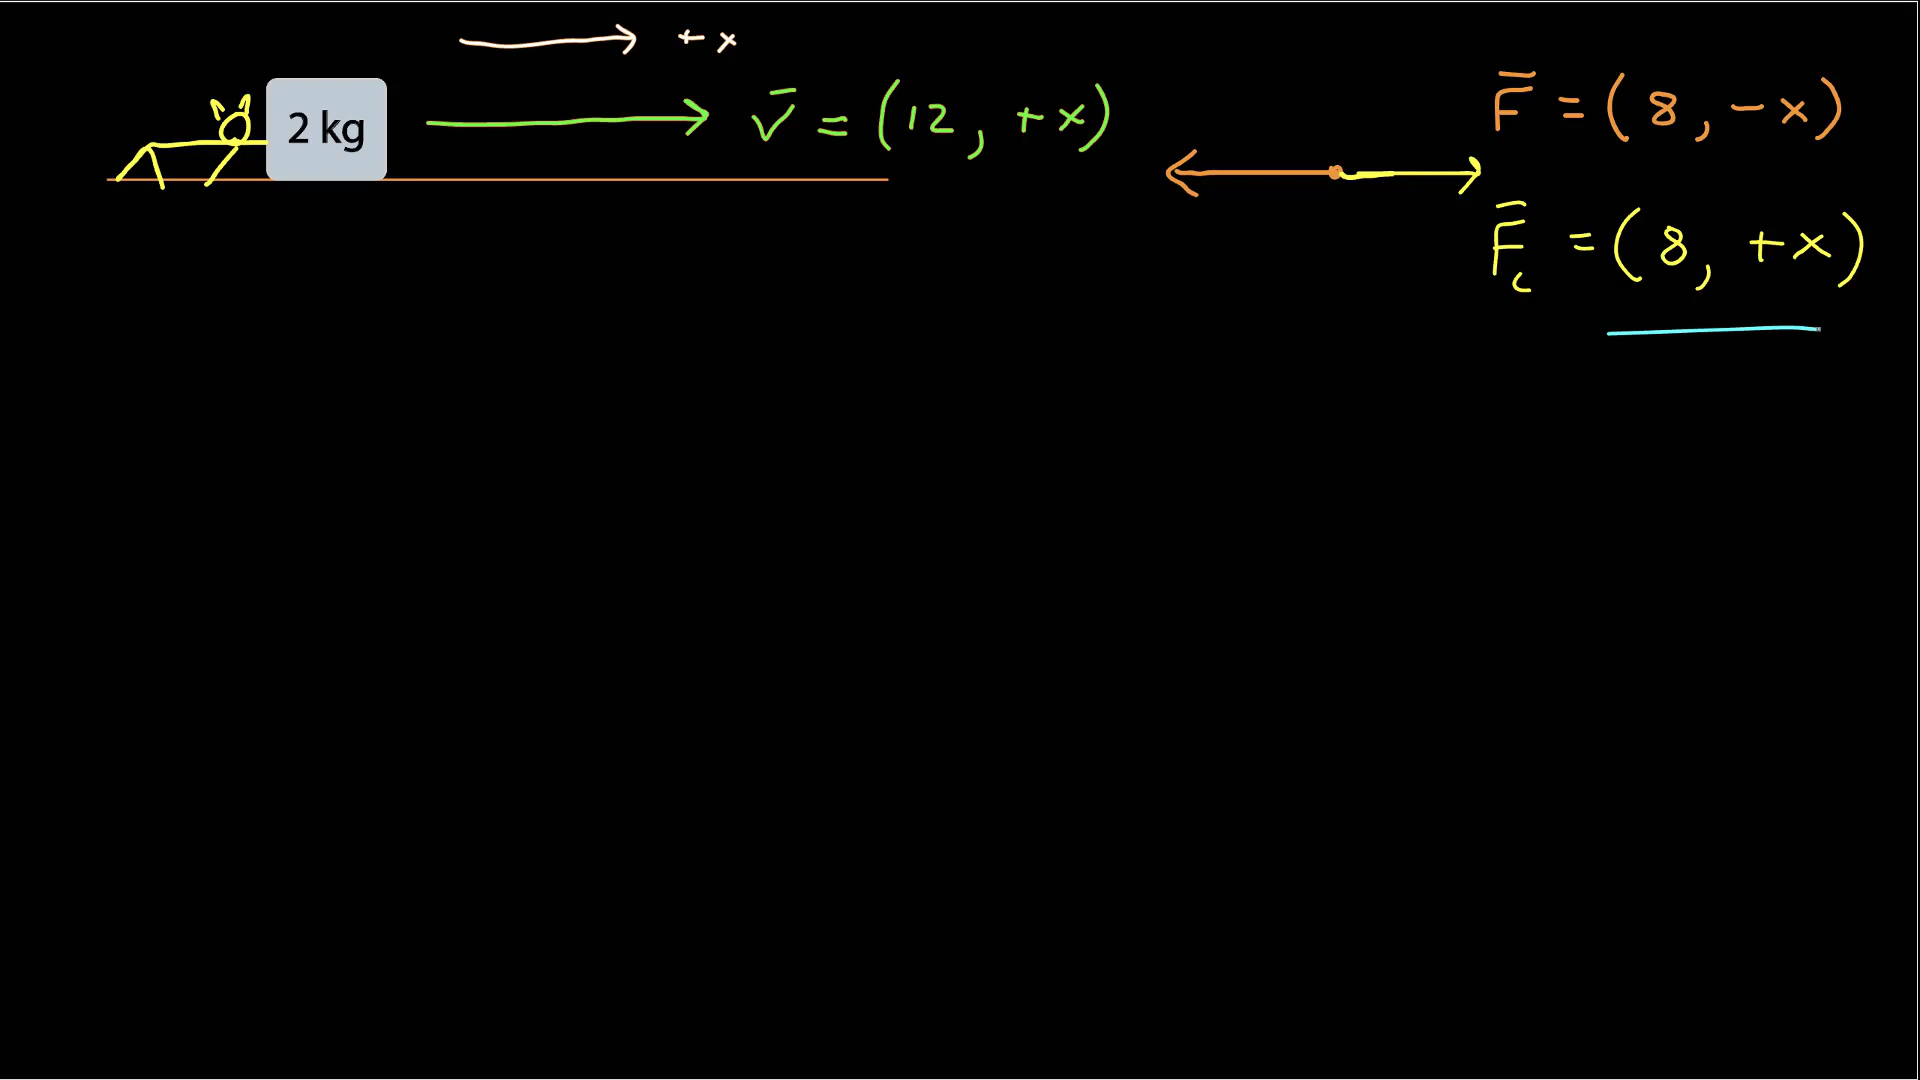 +x
2 kg
v̄ = (12, +x)
F̄ = (8, -x)
F̄c = (8, +x)